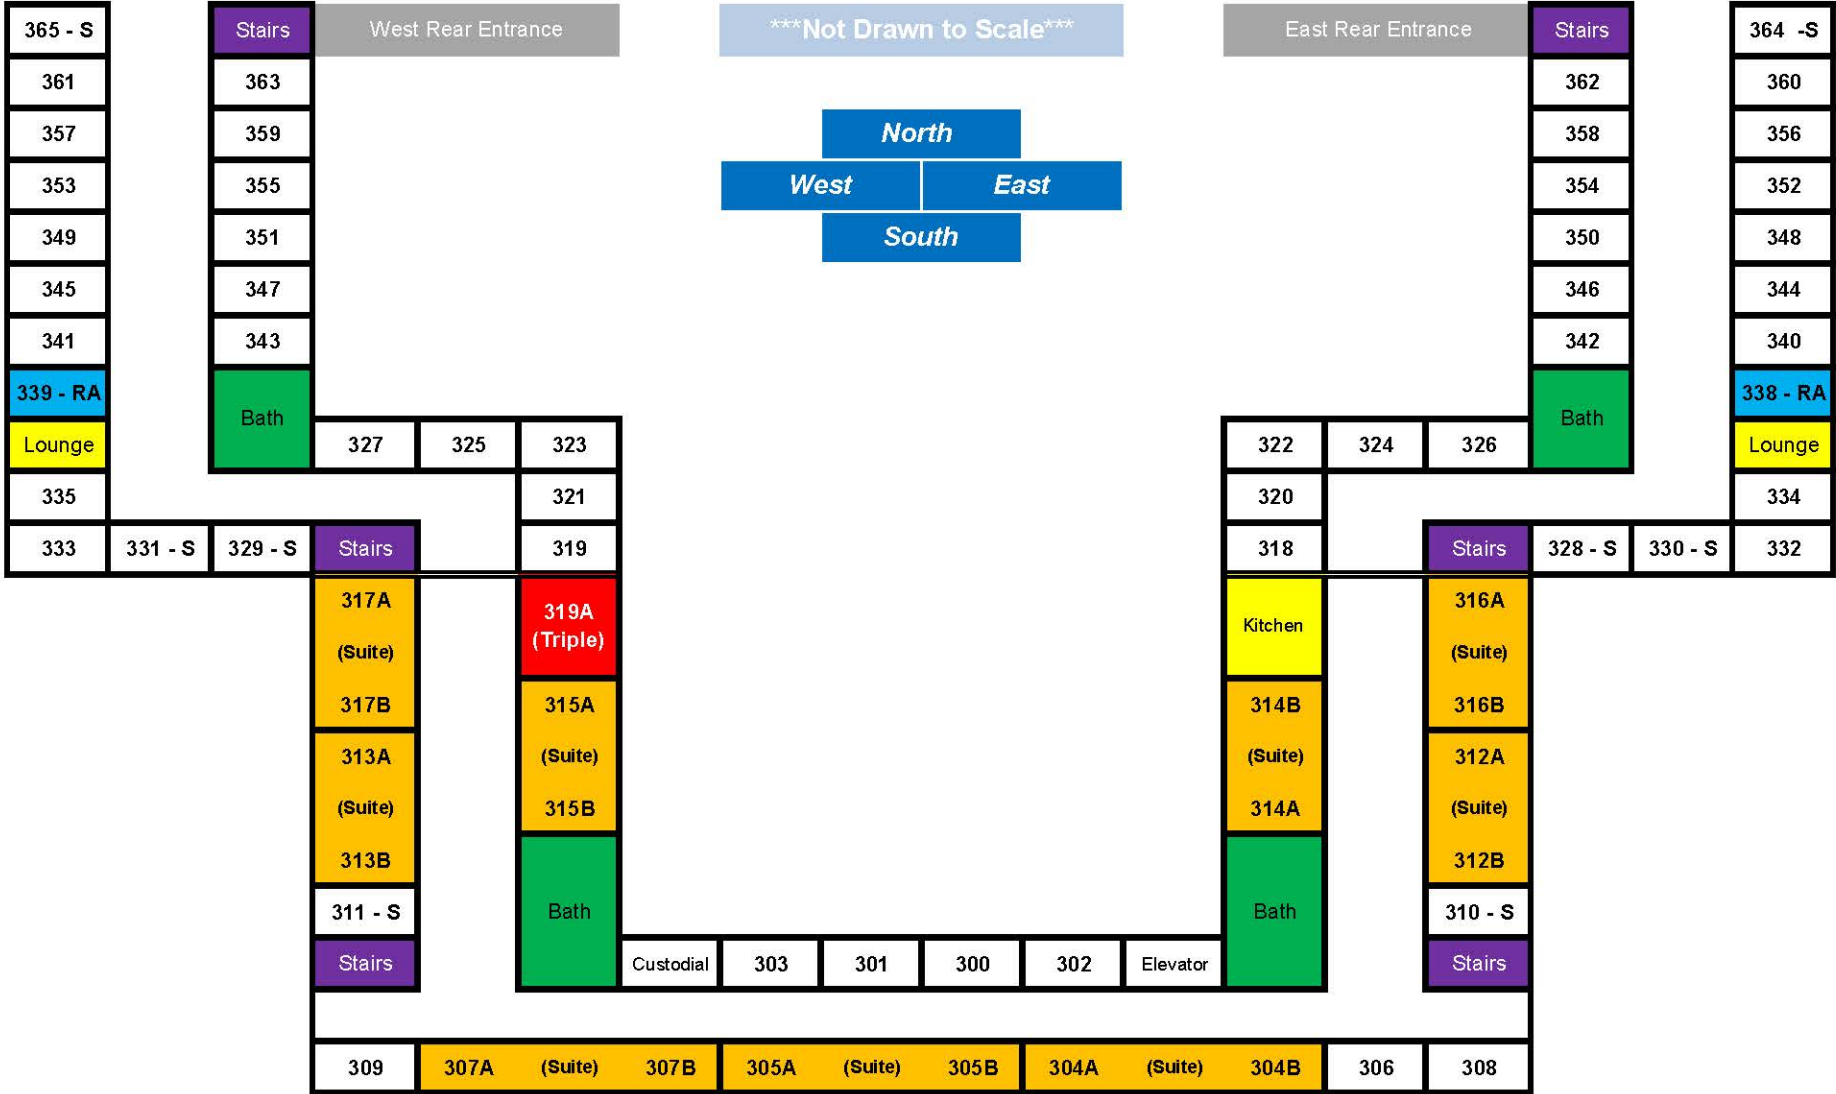 365 - S Stairs West Rear Entrance ***Not Drawn to Scale*** East Rear Entrance Stairs 364 -S
361 363 362 360
357 359 North 358 356
353 355 West East 354 352
349 351 South 350 348
345 347 346 344
341 343 342 340
339 - RA Bath Bath 338 - RA
Lounge 327 325 323 322 324 326 Lounge
335 321 320 334
333 331 - S 329 - S Stairs 319 318 Stairs 328 - S 330 - S 332
317A 319A Kitchen 316A
(Suite) (Triple) (Suite)
317B 315A 314B 316B
313A (Suite) (Suite) 312A
(Suite) 315B 314A (Suite)
313B 312B
311 - S Bath Bath 310 - S
Stairs Custodial 303 301 300 302 Elevator Stairs
309 307A (Suite) 307B 305A (Suite) 305B 304A (Suite) 304B 306 308